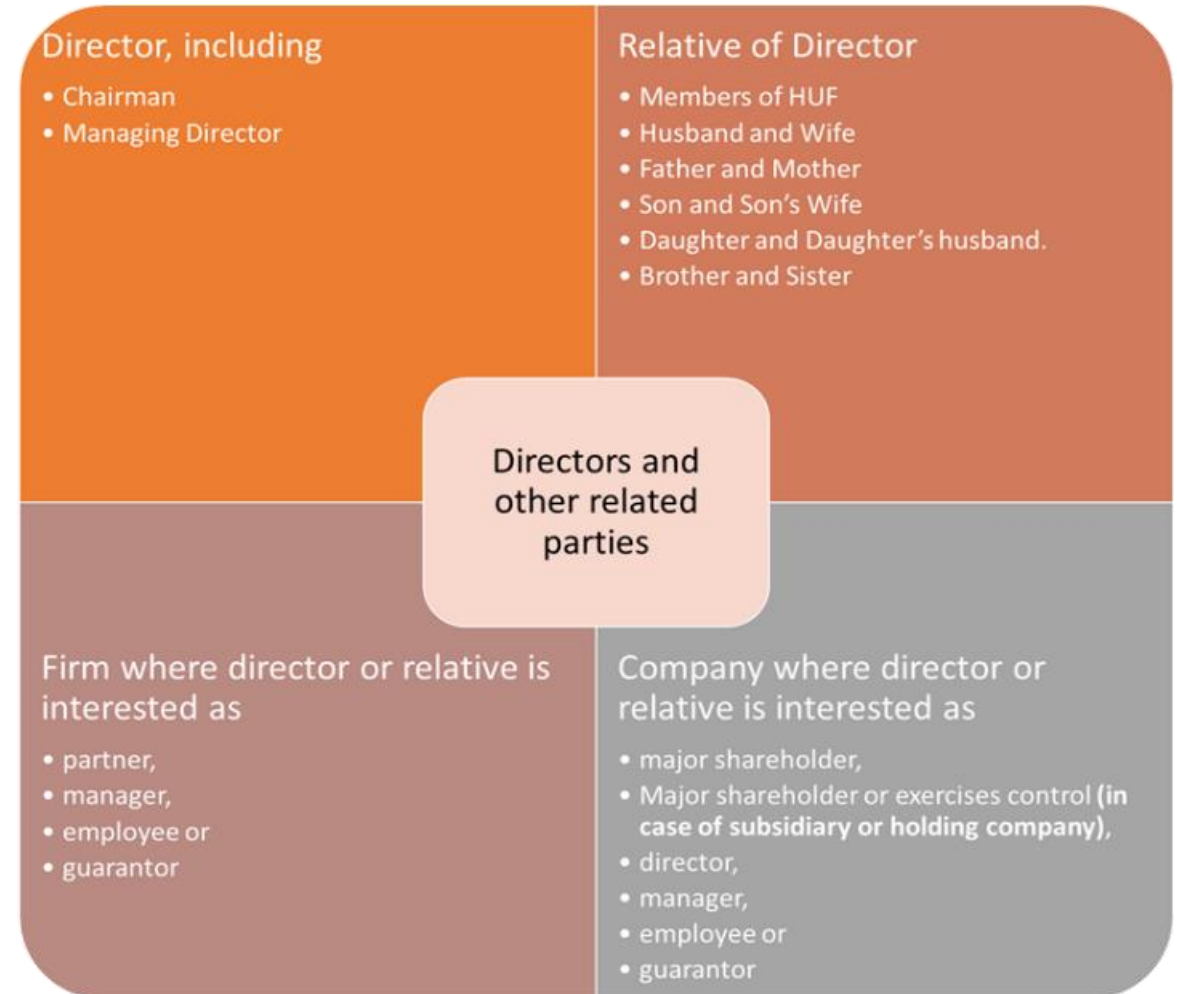 Director, including
• Chairman
• Managing Director
Relative of Director
• Members of HUF
• Husband and Wife
• Father and Mother
• Son and Son's Wife
• Daughter and Daughter's husband.
• Brother and Sister
Directors and
other related
parties
Firm where director or relative is
interested as
• partner,
• manager,
• employee or
• guarantor
Company where director or
relative is interested as
• major shareholder,
• Major shareholder or exercises control (in
case of subsidiary or holding company),
• director,
• manager,
• employee or
• guarantor